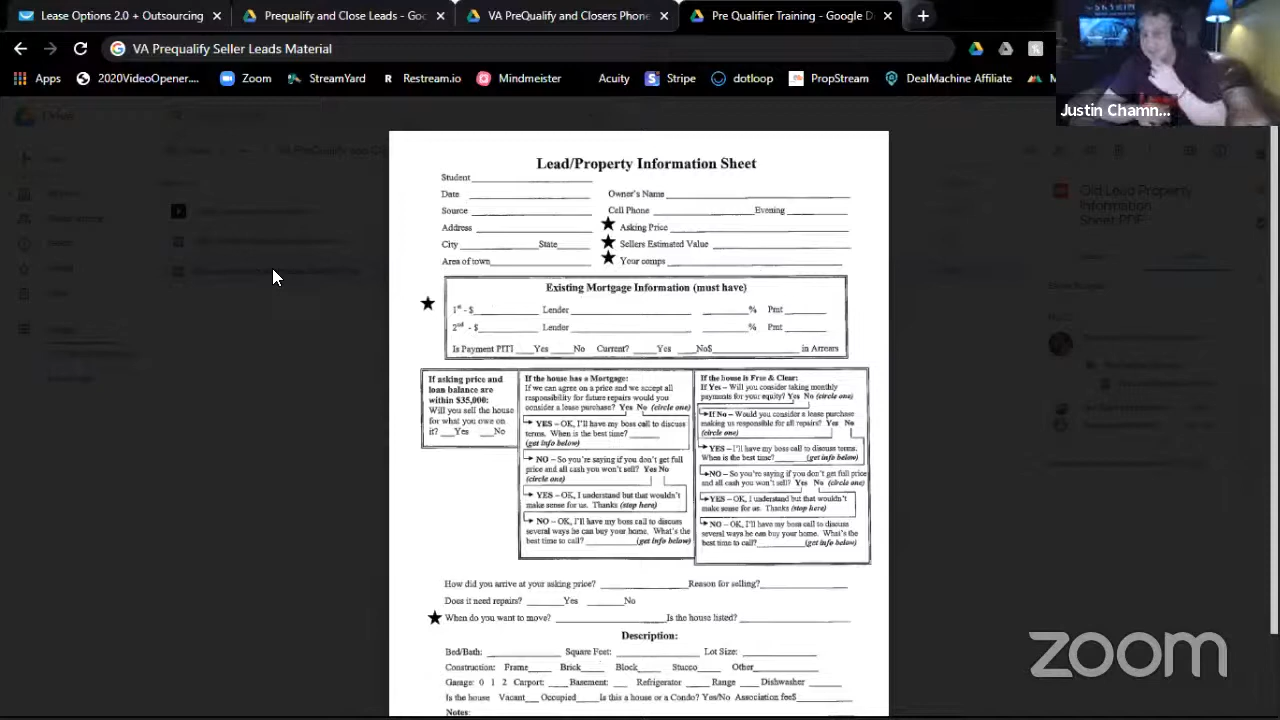 Lease Options 2.0 + Outsourcing
Prequalify and Close Lead
VA PreQualify and Closers Phone
Pre Qualify Training - Google D
VA Prequalify Seller Leads Material
Apps 2020VideoOpener.... Zoom StreamYard Restream.io Mindmeister Acuity Stripe dotloop PropStream DealMachine Affiliate
Justin Chamn...
Drive
Old Lead Property
Information
Sheet.PDF
Lead/Property Information Sheet
Student
Date Owner's Name
Source Cell Phone Evening
Address Asking Price
City State Sellers Estimated Value
Area of town Your comps
Existing Mortgage Information (must have)
1st - $ Lender % Pmt
2nd - $ Lender % Pmt
Is Payment PITI Yes No Current? Yes No$ in Arrears
If asking price and
loan balance are
within $35,000:
Will you sell the house
for what you owe on
it? Yes No
If the house has a Mortgage:
If we can agree on a price and we accept all
responsibility for future repairs would you
consider a lease purchase? Yes No (circle one)
YES – OK, I'll have my boss call to discuss
terms. When is the best time?
(get info below)
NO – So you're saying if you don't get full
price and all cash you won't sell? Yes No
(circle one)
YES – OK, I understand but that wouldn't
make sense for us. Thanks (stop here)
NO – OK, I'll have my boss call to discuss
several ways he can buy your home. What's the
best time to call? (get info below)
If the house is Free & Clear:
If Yes – Will you consider taking monthly
payments for your equity? Yes No (circle one)
If No – Would you consider a lease purchase
making us responsible for all repairs? Yes No
(circle one)
YES – I'll have my boss call to discuss terms.
When is the best time? (get info below)
NO – So you're saying if you don't get full price
and all cash you won't sell? Yes No (circle one)
YES – OK, I understand but that wouldn't
make sense for us. Thanks (stop here)
NO – OK, I'll have my boss call to discuss
several ways he can buy your home. What's the
best time to call? (get info below)
How did you arrive at your asking price? Reason for selling?
Does it need repairs? Yes No
When do you want to move? Is the house listed?
Description:
Bed/Bath: Square Feet: Lot Size:
Construction: Frame Brick Block Stucco Other
Garage: 0 1 2 Carport: Basement: Refrigerator Range Dishwasher
Is the house Vacant Occupied Is this a house or a Condo? Yes/No Association fee$
Notes:
zoom